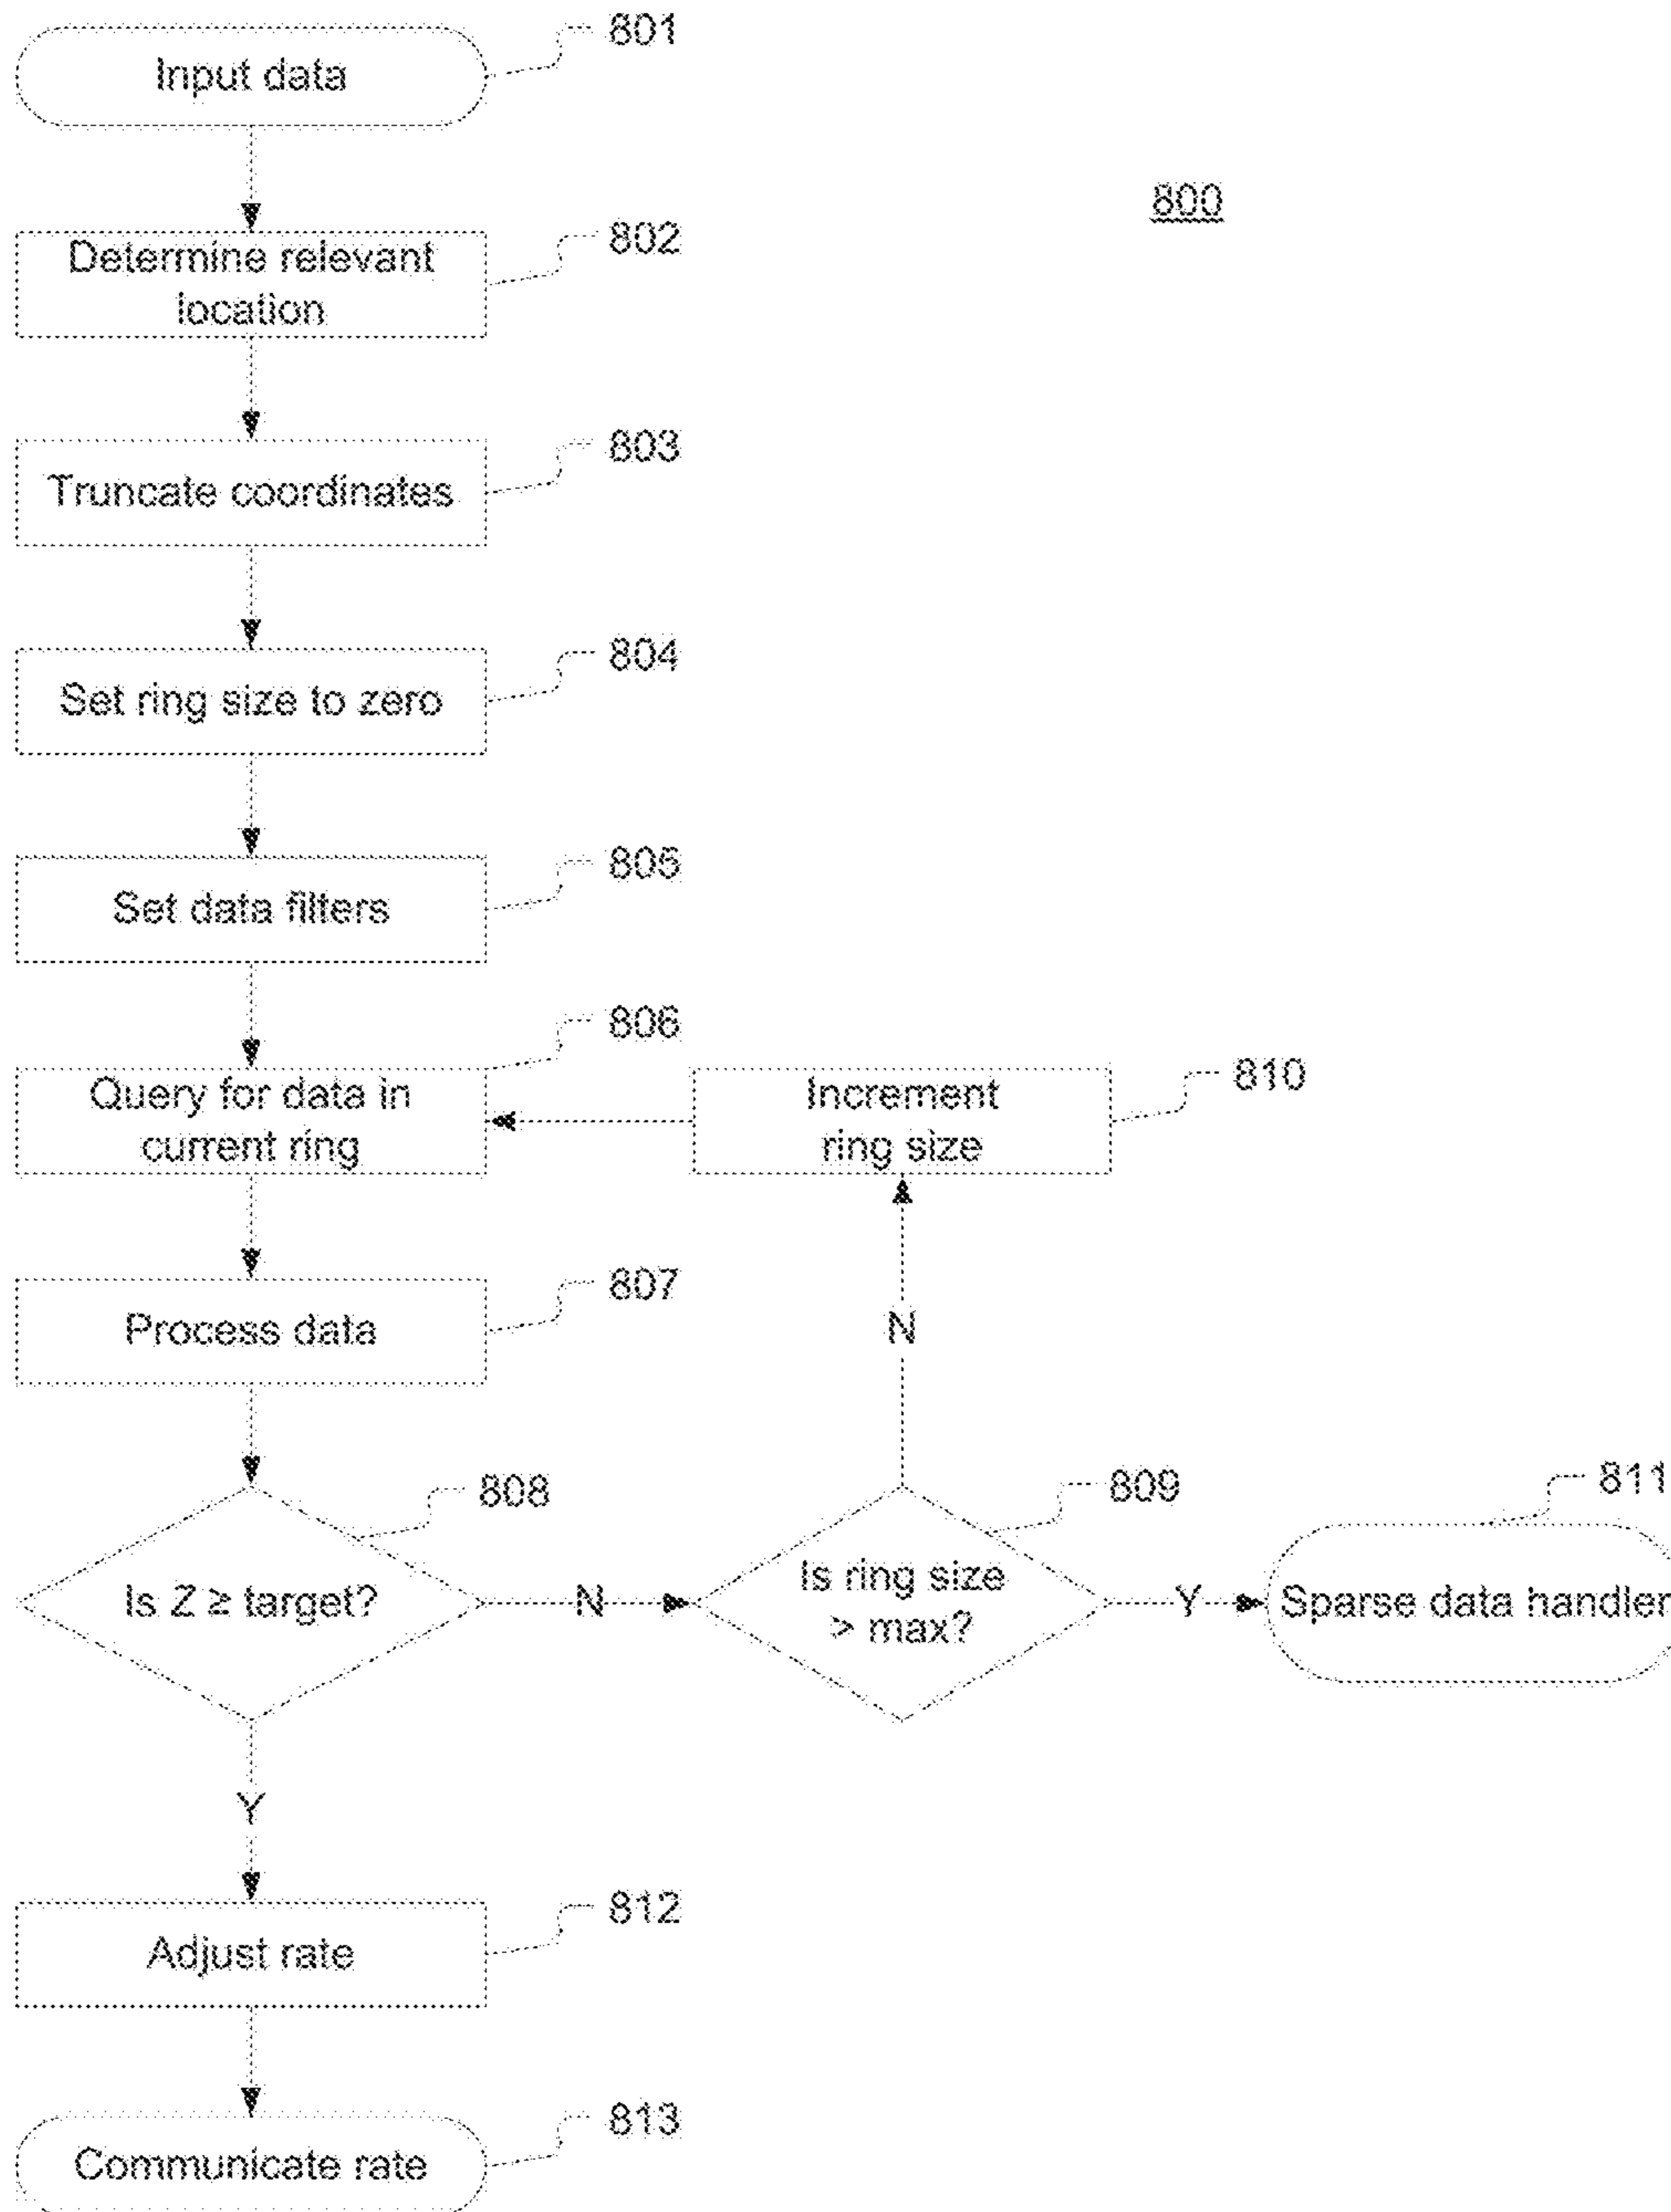 801
Input data
800
802
Determine relevant
location
803
Truncate coordinates
804
Set ring size to zero
805
Set data filters
806
Query for data in
current ring
810
Increment
ring size
807
Process data
N
808
Is Z ≥ target?
N
809
Is ring size
> max?
Y
811
Sparse data handler
Y
812
Adjust rate
813
Communicate rate